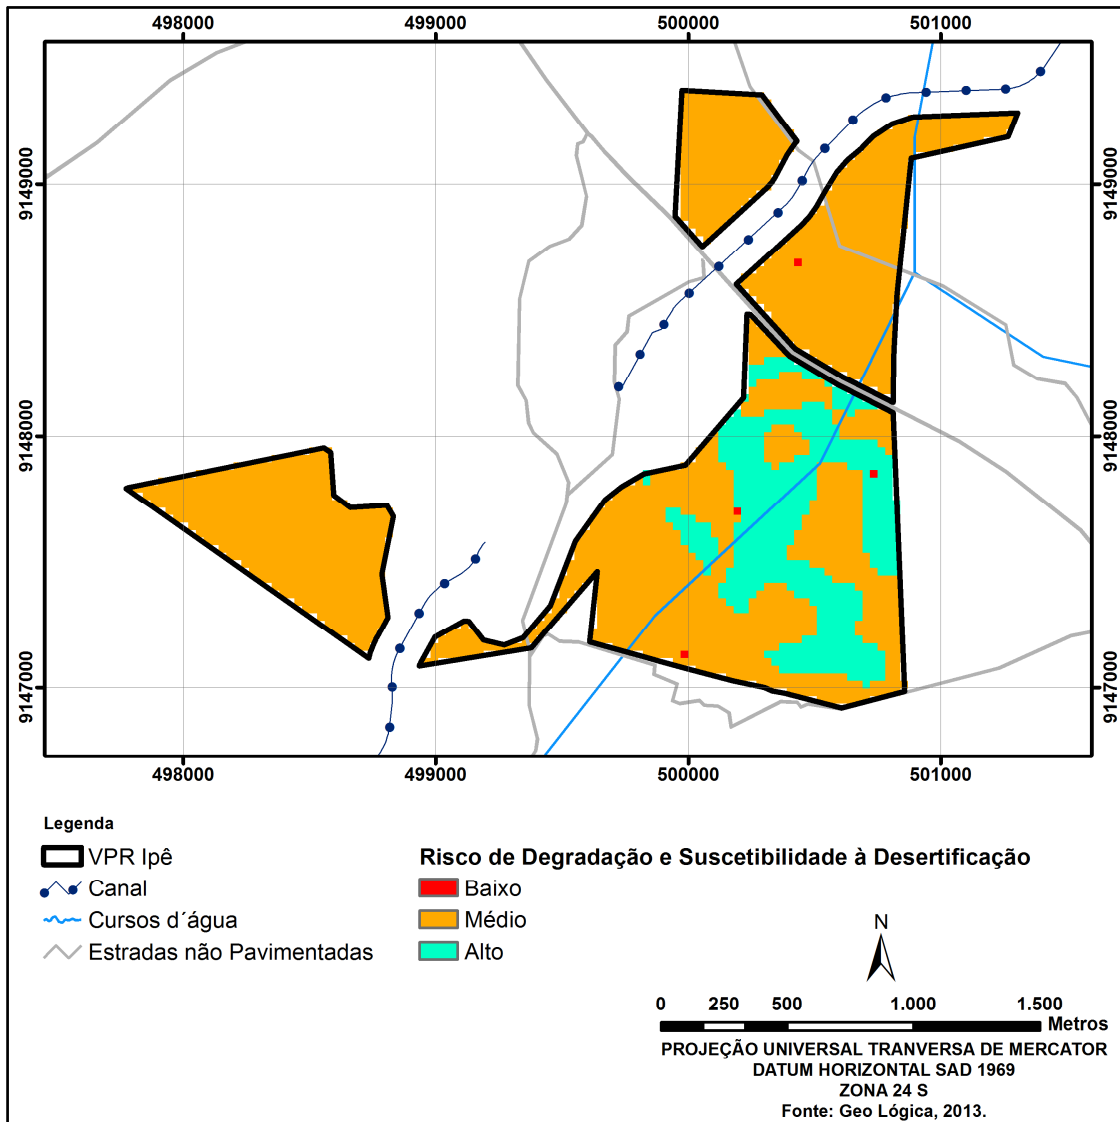 498000 499000 500000 501000
9149000 9149000
9148000 9148000
9147000 9147000
498000 499000 500000 501000
Legenda
VPR Ipê
Canal
Cursos d´água
Estradas não Pavimentadas
Risco de Degradação e Suscetibilidade à Desertificação
Baixo
Médio
Alto
N
0 250 500 1.000 1.500
Metros
PROJEÇÃO UNIVERSAL TRANVERSA DE MERCATOR
DATUM HORIZONTAL SAD 1969
ZONA 24 S
Fonte: Geo Lógica, 2013.